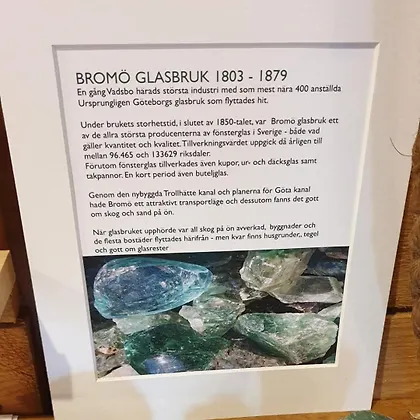 BROMÖ GLASBRUK 1803 - 1879
En gång Vadsbo härads största industri med som mest nära 400 anställda
Ursprungligen Göteborgs glasbruk som flyttades hit.
Under brukets storhetstid, i slutet av 1850-talet, var Bromö glasbruk ett
av de allra största producenterna av fönsterglas i Sverige - både vad
gäller kvantitet och kvalitet. Tillverkningsvärdet uppgick då årligen till
mellan 96.465 och 133629 riksdaler.
Förutom fönsterglas tillverkades även kupor, ur- och däcksglas samt
takpannor. En kort period även buteljglas.
Genom den nybyggda Trollhätte kanal och planerna för Göta kanal
hade Bromö ett attraktivt transportläge och dessutom fanns det gott
om skog och sand på ön.
När glasbruket upphörde var all skog på ön avverkad, byggnader och
de flesta bostäder flyttades härifrån - men kvar finns husgrunder,, tegel
och gott om glasrester